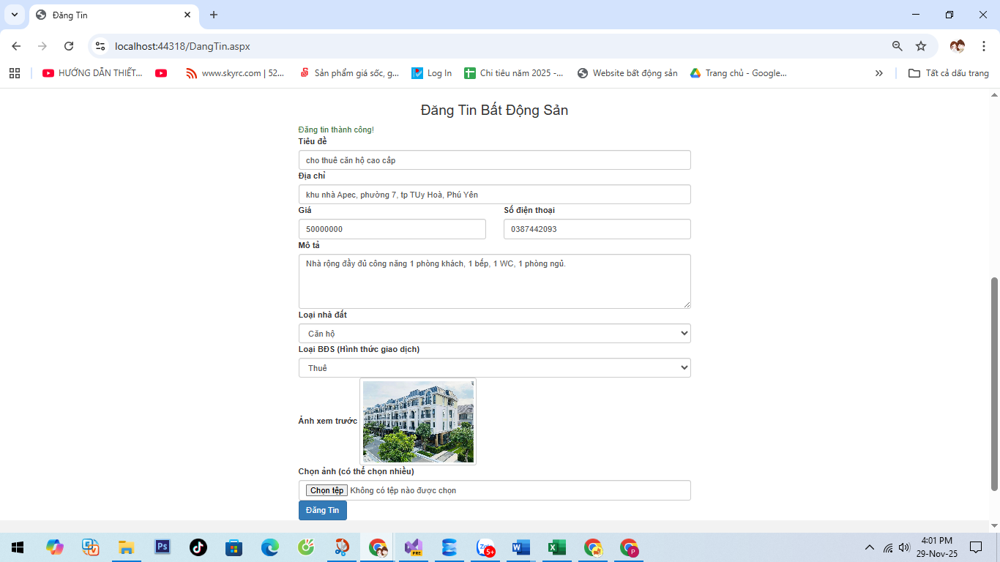 Đăng Tin
localhost:44318/DangTin.aspx
HƯỚNG DẪN THIẾT...
www.skyrc.com | 52...
Sản phẩm giá sốc, g...
Log In
Chi tiêu năm 2025 -...
Website bất động sản
Trang chủ - Google...
Tất cả dấu trang
Đăng Tin Bất Động Sản
Đăng tin thành công!
Tiêu đề
cho thuê căn hộ cao cấp
Địa chỉ
khu nhà Apec, phường 7, tp TUy Hoà, Phú Yên
Giá
Số điện thoại
50000000
0387442093
Mô tả
Nhà rộng đầy đủ công năng 1 phòng khách, 1 bếp, 1 WC, 1 phòng ngủ.
Loại nhà đất
Căn hộ
Loại BĐS (Hình thức giao dịch)
Thuê
Ảnh xem trước
Chọn ảnh (có thể chọn nhiều)
Chọn tệp Không có tệp nào được chọn
Đăng Tin
Ps
PRE
Zalo
5+
W
X
P
4:01 PM
29-Nov-25